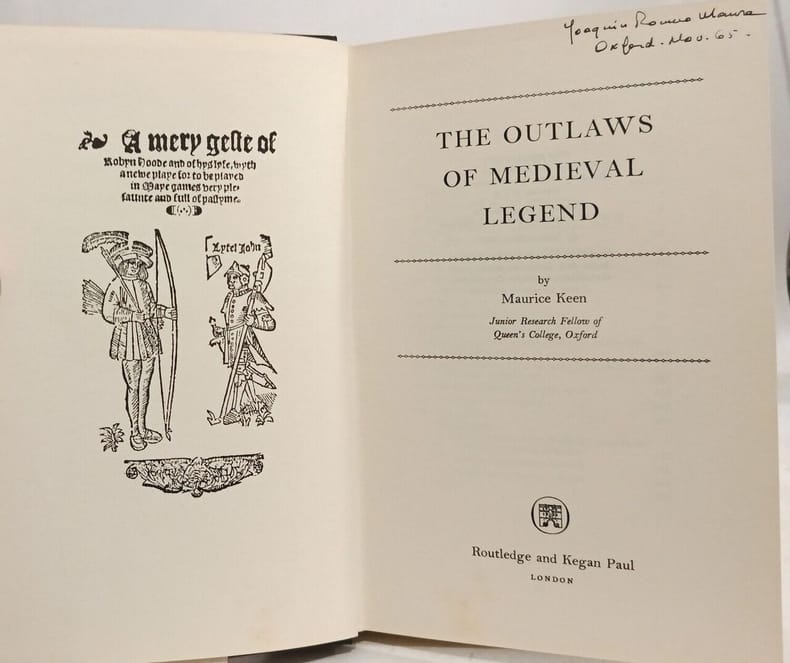 A mery geste of
Robyn Hoode and of hys lyfe, wyth
a newe playe for to be played
in Maye games very ple-
saunte and full of pastyme.
Lytel John
Joaquin Romero Maura
Oxford. Nov. 65.
THE OUTLAWS
OF MEDIEVAL
LEGEND
by
Maurice Keen
Junior Research Fellow of
Queen's College, Oxford
Routledge and Kegan Paul
LONDON